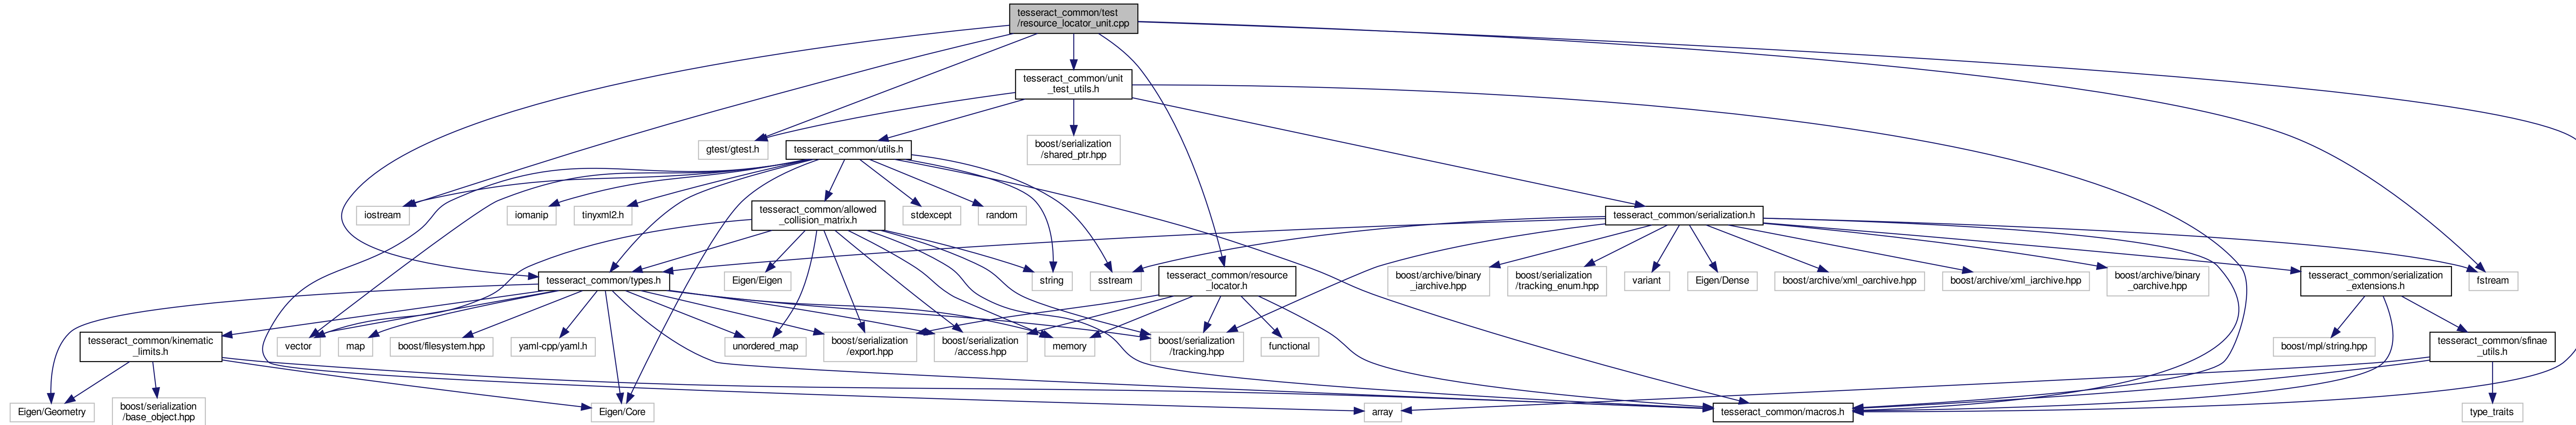 tesseract_common/test
/resource_locator_unit.cpp
tesseract_common/unit
_test_utils.h
gtest/gtest.h
tesseract_common/utils.h
boost/serialization
/shared_ptr.hpp
iostream
iomanip
tinyxml2.h
tesseract_common/allowed
_collision_matrix.h
stdexcept
random
tesseract_common/serialization.h
tesseract_common/types.h
Eigen/Eigen
string
sstream
tesseract_common/resource
_locator.h
boost/archive/binary
_iarchive.hpp
boost/serialization
/tracking_enum.hpp
variant
Eigen/Dense
boost/archive/xml_oarchive.hpp
boost/archive/xml_iarchive.hpp
boost/archive/binary
_oarchive.hpp
tesseract_common/serialization
_extensions.h
fstream
tesseract_common/kinematic
_limits.h
vector
map
boost/filesystem.hpp
yaml-cpp/yaml.h
unordered_map
boost/serialization
/export.hpp
boost/serialization
/access.hpp
memory
boost/serialization
/tracking.hpp
functional
boost/mpl/string.hpp
tesseract_common/sfinae
_utils.h
Eigen/Geometry
boost/serialization
/base_object.hpp
Eigen/Core
array
tesseract_common/macros.h
type_traits